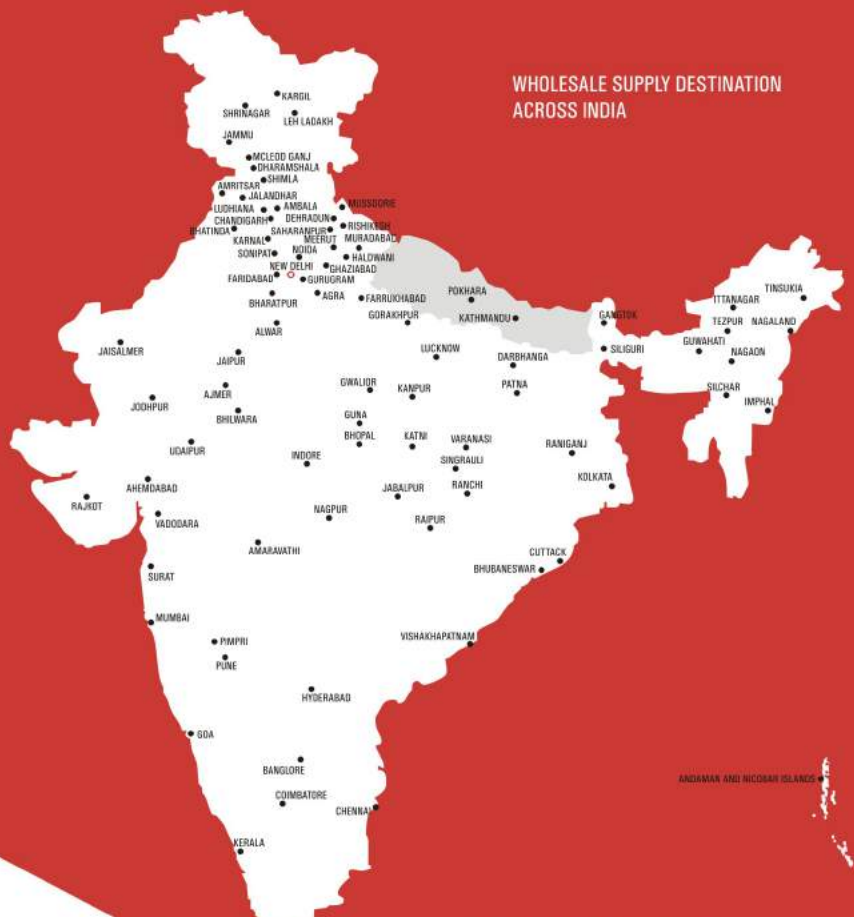 WHOLESALE SUPPLY DESTINATION
ACROSS INDIA
KARGIL
SHRINAGAR
LEH LADAKH
JAMMU
MCLEOD GANJ
DHARAMSHALA
SHIMLA
AMRITSAR
JALANDHAR
MUSSOORIE
LUDHIANA
AMBALA
CHANDIGARH
DEHRADUN
RISHIKESH
BHATINDA
SAHARANPUR
KARNAL
MEERUT
MURADABAD
SONIPAT
NOIDA
HALDWANI
NEW DELHI
GHAZIABAD
FARIDABAD
GURUGRAM
BHARATPUR
AGRA
FARRUKHABAD
POKHARA
TINSUKIA
ITTANAGAR
GORAKHPUR
KATHMANDU
GANGTOK
ALWAR
TEZPUR
NAGALAND
JAISALMER
JAIPUR
LUCKNOW
DARBHANGA
SILIGURI
GUWAHATI
NAGAON
AJMER
GWALIOR
KANPUR
PATNA
SILCHAR
JODHPUR
BHILWARA
IMPHAL
GUNA
UDAIPUR
BHOPAL
KATNI
VARANASI
RANIGANJ
INDORE
SINGRAULI
KOLKATA
AHEMDABAD
JABALPUR
RANCHI
RAJKOT
VADODARA
NAGPUR
RAIPUR
AMARAVATHI
CUTTACK
BHUBANESWAR
SURAT
MUMBAI
PIMPRI
VISHAKHAPATNAM
PUNE
HYDERABAD
GOA
BANGLORE
ANDAMAN AND NICOBAR ISLANDS
COIMBATORE
CHENNAI
KERALA